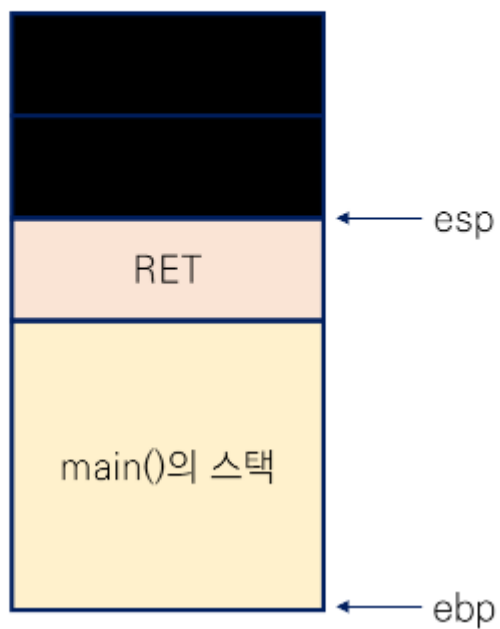 esp
RET
main()의 스택
ebp